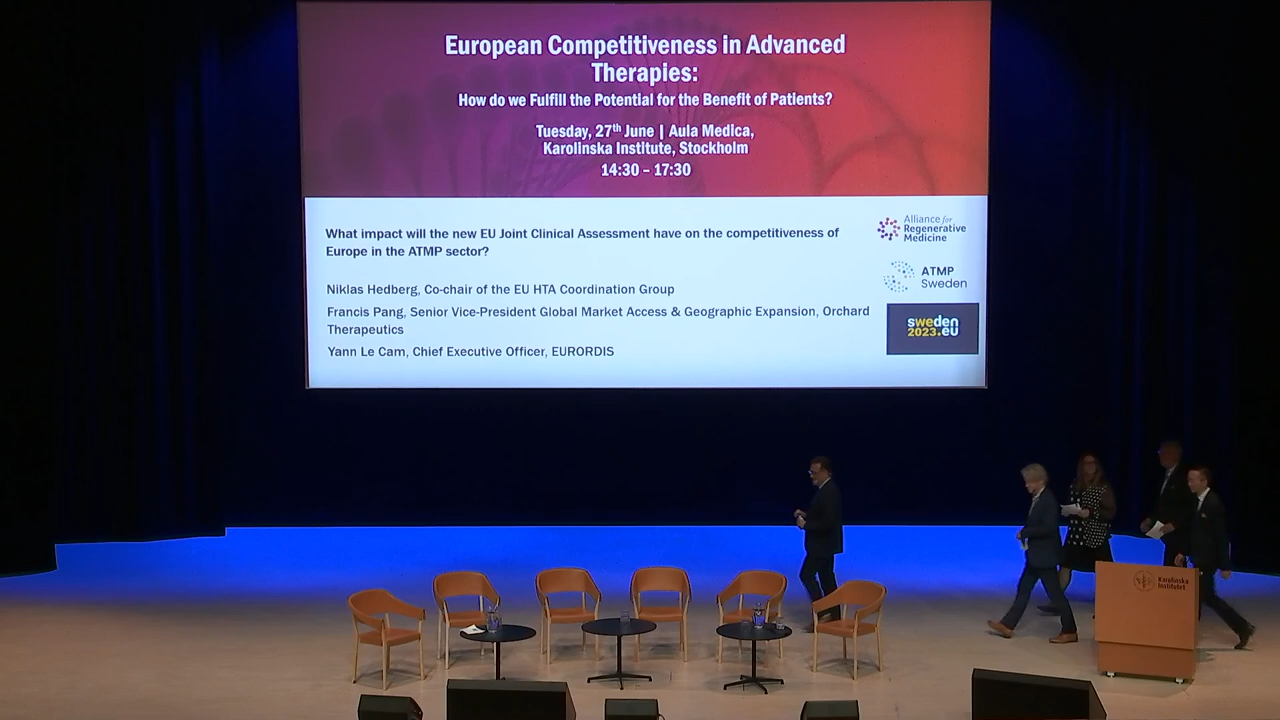 European Competitiveness in Advanced
Therapies:
How do we Fulfill the Potential for the Benefit of Patients?
Tuesday, 27th June | Aula Medica,
Karolinska Institute, Stockholm
14:30 – 17:30
What impact will the new EU Joint Clinical Assessment have on the competitiveness of
Europe in the ATMP sector?
Niklas Hedberg, Co-chair of the EU HTA Coordination Group
Francis Pang, Senior Vice-President Global Market Access & Geographic Expansion, Orchard
Therapeutics
Yann Le Cam, Chief Executive Officer, EURORDIS
Alliance for
Regenerative
Medicine
ATMP
Sweden
sweden
2023.eu
Karolinska
Institutet